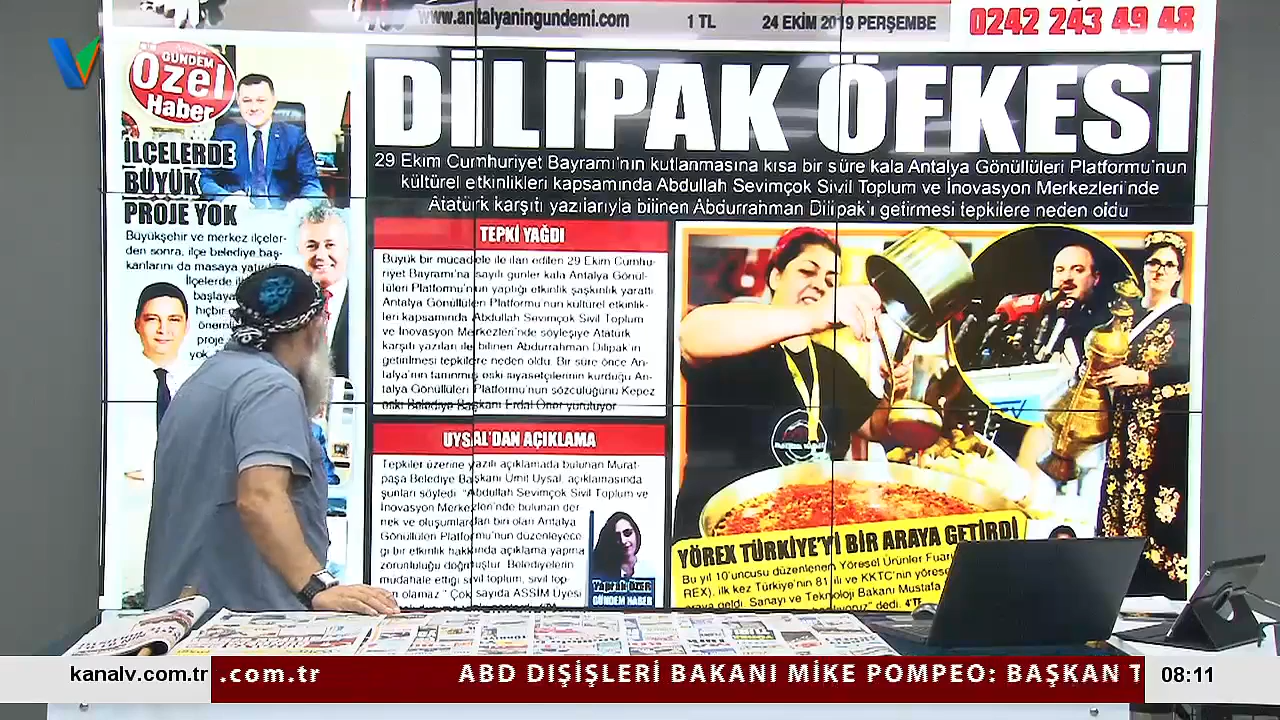 www.antalyaningundemi.com 1 TL 24 EKİM 2019 PERŞEMBE 0242 243 49 48
GÜNDEM
Özel
Haber
DİLİPAK ÖFKESİ
29 Ekim Cumhuriyet Bayramı'nın kutlanmasına kısa bir süre kala Antalya Gönüllüleri Platformu'nun
kültürel etkinlikleri kapsamında Abdullah Sevimçok Sivil Toplum ve İnovasyon Merkezleri'nde
Atatürk karşıtı yazılarıyla bilinen Abdurrahman Dilipak'ı getirmesi tepkilere neden oldu
İLÇELERDE
BÜYÜK
PROJE YOK
Büyükşehir ve merkez ilçeler-
den sonra, ilçe belediye baş-
kanlarını da masaya
İlçelerde
başlaya
hiçbir
önemli
proje
yok
TEPKİ YAĞDI
Büyük bir mücadele ile ilan edilen 29 Ekim Cumhu-
riyet Bayramı'na sayılı günler kala Antalya Gönül-
lüleri Platformu'nun yaptığı etkinlik şaşkınlık yarattı
Antalya Gönüllüleri Platformu'nun kültürel etkinlik-
leri kapsamında Abdullah Sevimçok Sivil Toplum
ve İnovasyon Merkezleri'nde söyleşiye Atatürk
karşıtı yazıları ile bilinen Abdurrahman Dilipak'ın
getirilmesi tepkilere neden oldu. Bir süre önce An-
talya'nın tanınmış eski siyasetçilerinin kurduğu An-
talya Gönüllüleri Platformu'nun sözcülüğünü Kepez
eski Belediye Başkanı Erdal Öner yürütüyor
UYSAL'DAN AÇIKLAMA
Tepkiler üzerine yazılı açıklamada bulunan Murat-
paşa Belediye Başkanı Ümit Uysal, açıklamasında
şunları söyledi: "Abdullah Sevimçok Sivil Toplum ve
İnovasyon Merkezleri'nde bulunan der
nek ve oluşumlardan biri olan Antalya
Gönüllüleri Platformu'nun düzenleyece
ği bir etkinlik hakkında açıklama yapma
zorunluluğu doğmuştur. Belediyelerin
müdahale ettiği sivil toplum, sivil top-
olamaz." Çok sayıda ASSİM Üyesi
Yaprak ÖZER
GÜNDEM HABER
YÖREX TÜRKİYE'Yİ BİR ARAYA GETİRDİ
Bu yıl 10'uncusu düzenlenen Yöresel Ürünler Fuarı
REX), ilk kez Türkiye'nin 81 ili ve KKTC'nin yörese
araya geldi. Sanayi ve Teknoloji Bakanı Mustafa
dedi. 4'TE
kanalv.com.tr .com.tr ABD DIŞİŞLERİ BAKANI MİKE POMPEO: BAŞKAN T 08:11